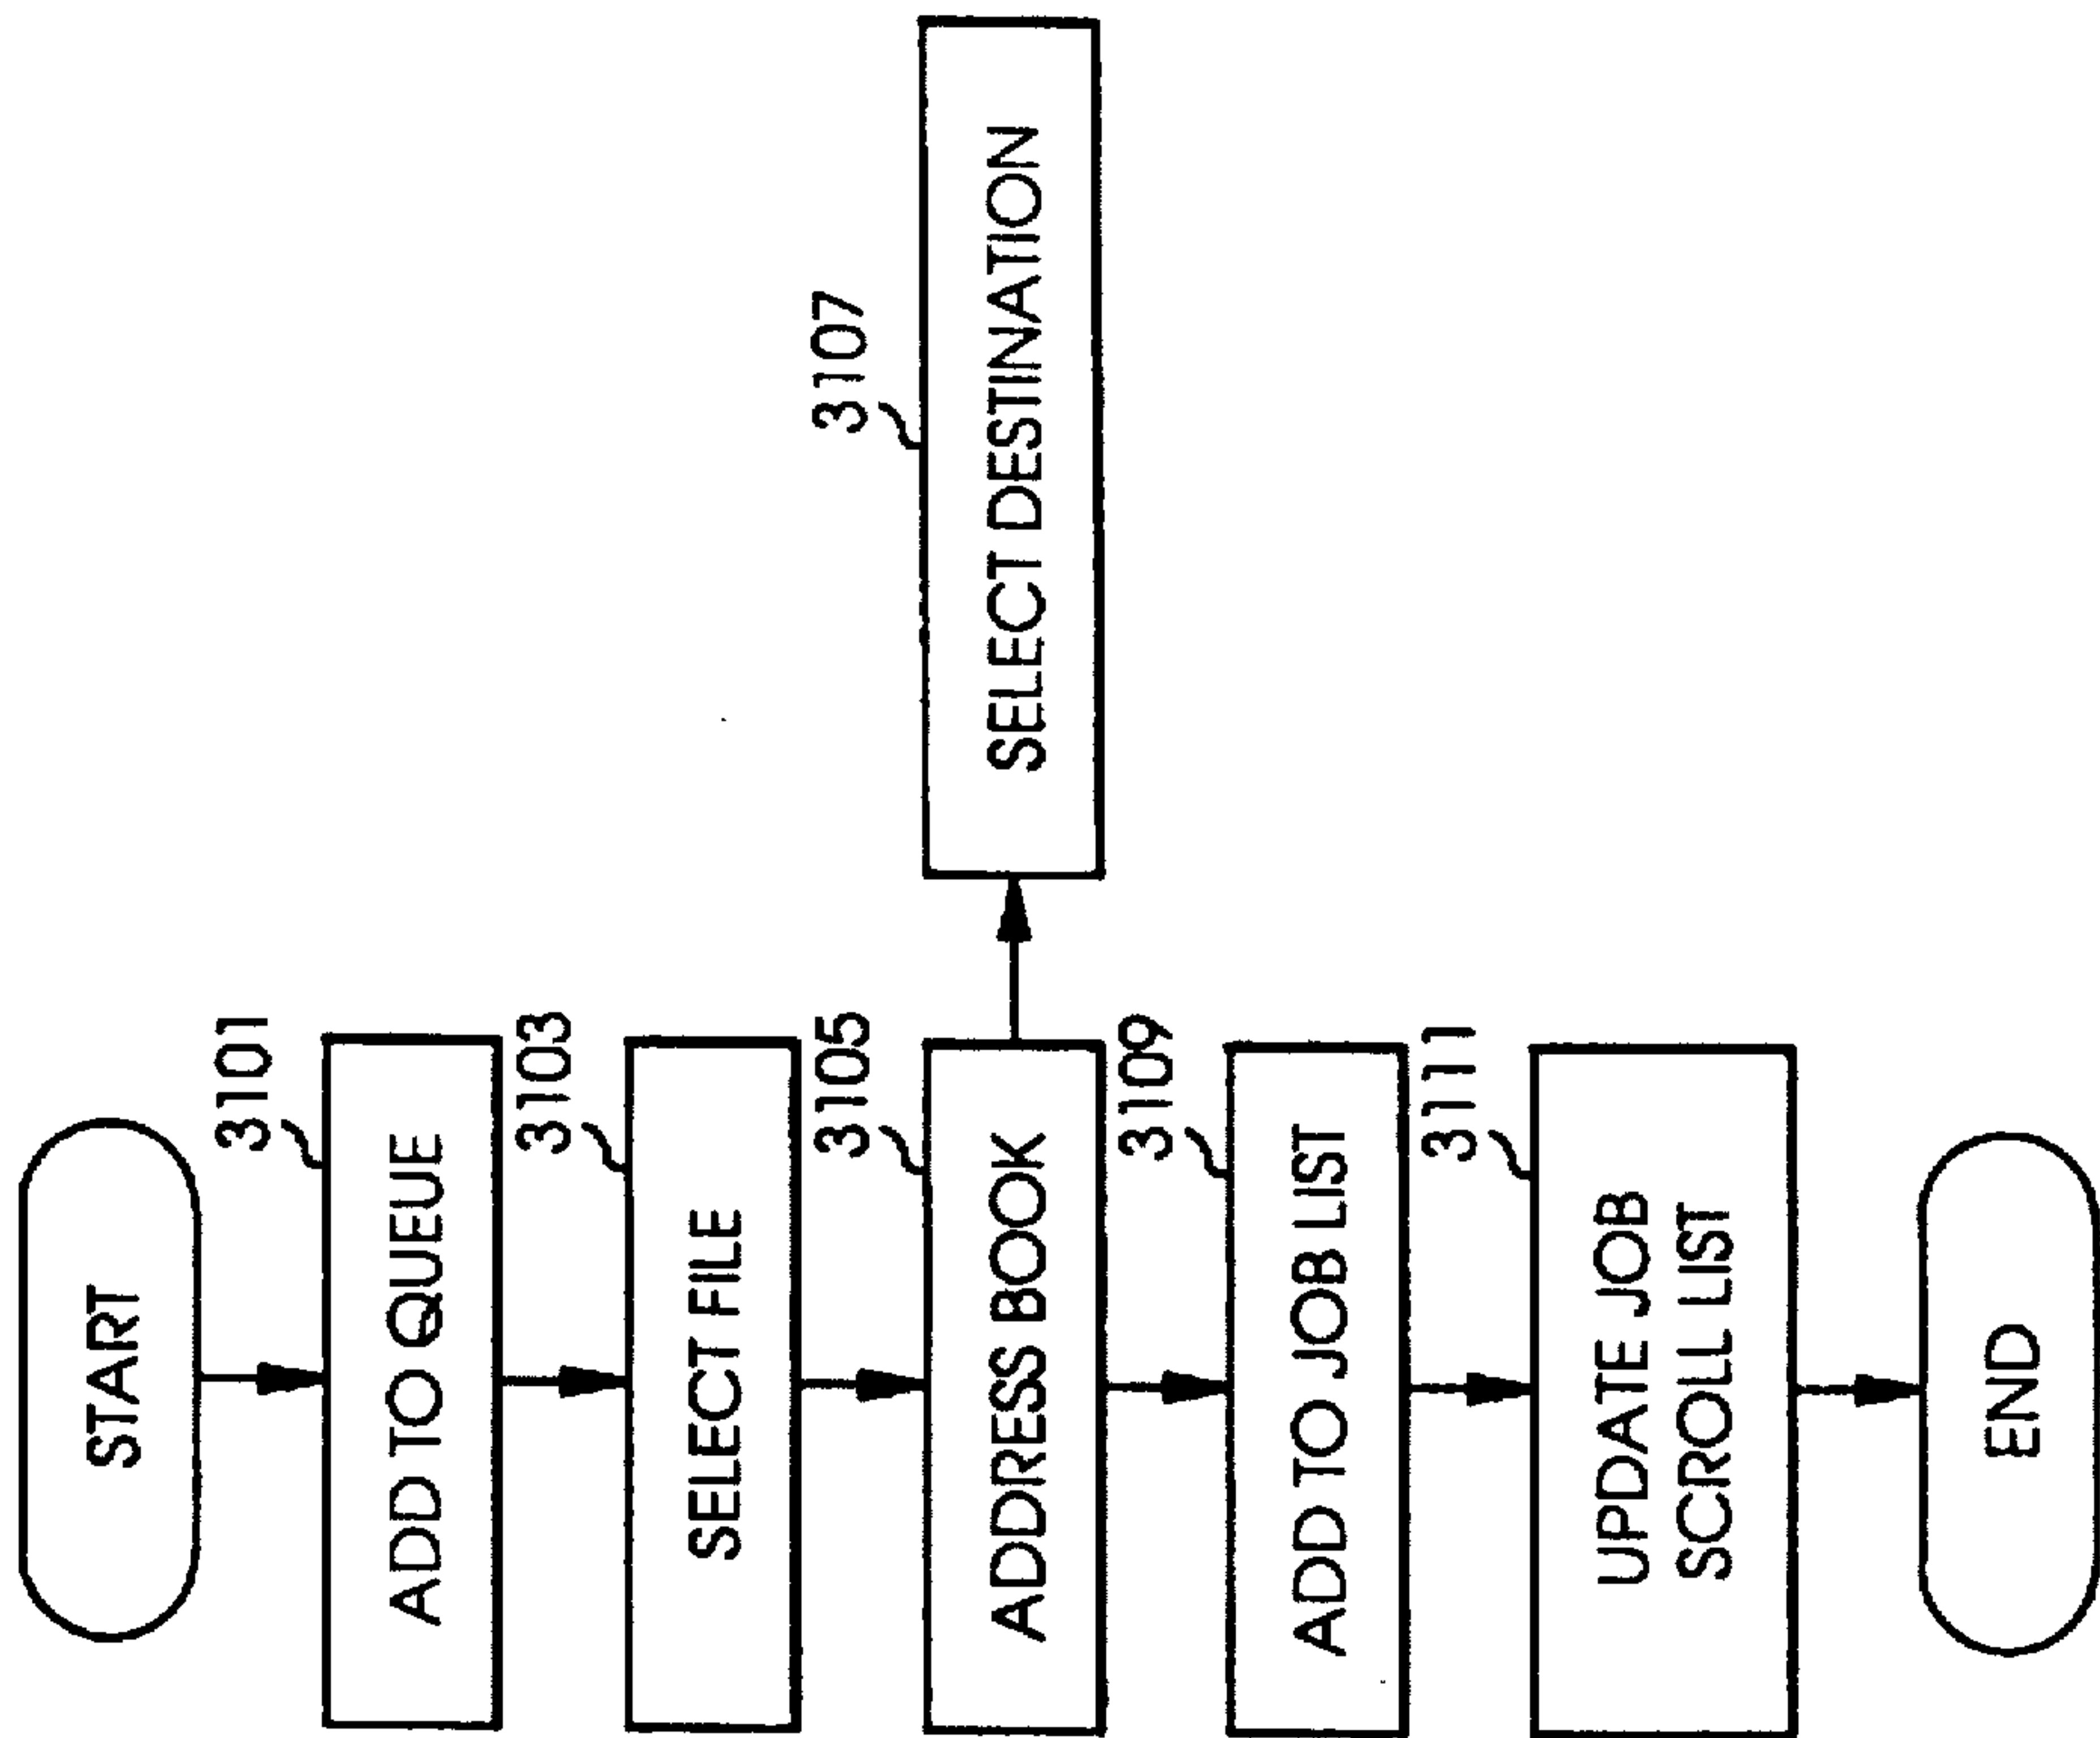 START
3101
ADD TO QUEUE
3103
SELECT FILE
3105
ADDRESS BOOK
3107
SELECT DESTINATION
3109
ADD TO JOB LIST
3111
UPDATE JOB
SCROLL LIST
END